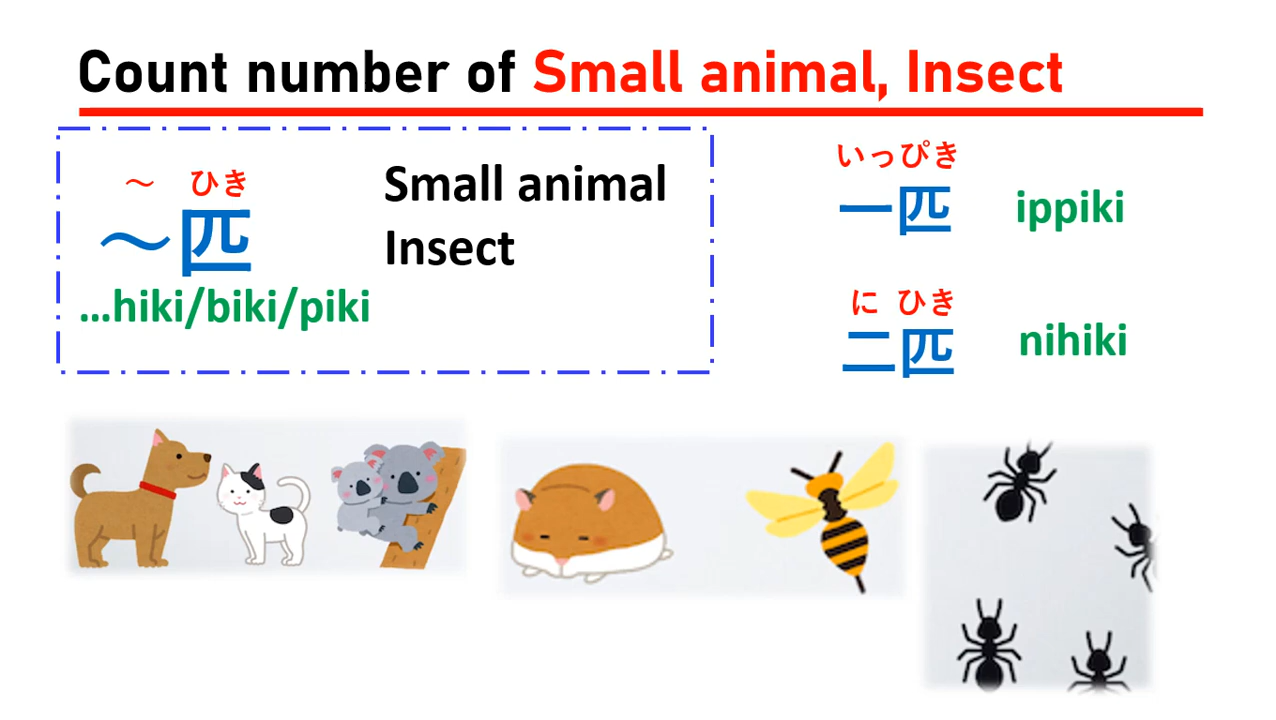 Count number of Small animal, Insect
～ ひき
～匹
...hiki/biki/piki
Small animal
Insect
いっぴき
一匹 ippiki
に ひき
二匹 nihiki